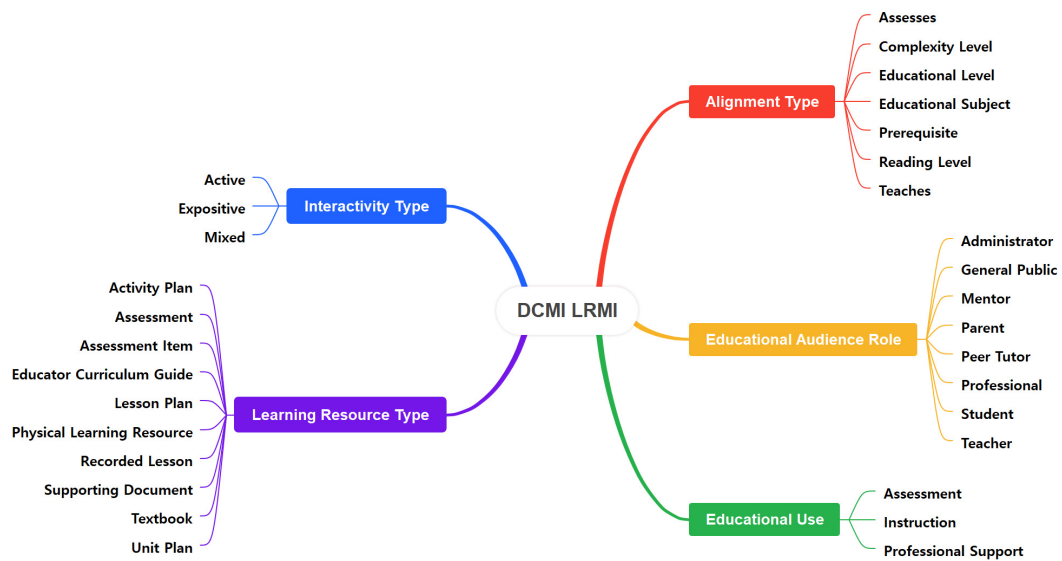 DCMI LRMI
Alignment Type
Assesses
Complexity Level
Educational Level
Educational Subject
Prerequisite
Reading Level
Teaches
Educational Audience Role
Administrator
General Public
Mentor
Parent
Peer Tutor
Professional
Student
Teacher
Educational Use
Assessment
Instruction
Professional Support
Interactivity Type
Active
Expositive
Mixed
Learning Resource Type
Activity Plan
Assessment
Assessment Item
Educator Curriculum Guide
Lesson Plan
Physical Learning Resource
Recorded Lesson
Supporting Document
Textbook
Unit Plan